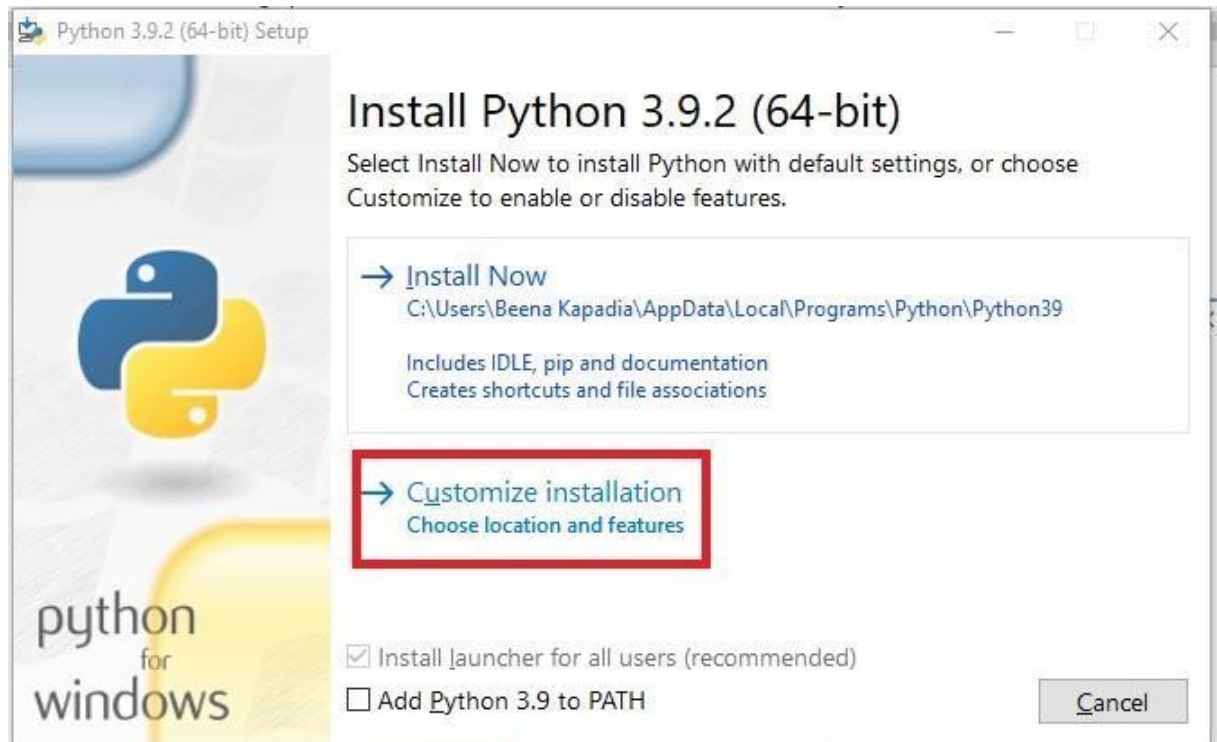 Python 3.9.2 (64-bit) Setup
Install Python 3.9.2 (64-bit)
Select Install Now to install Python with default settings, or choose
Customize to enable or disable features.
Install Now
C:\Users\Beena Kapadia\AppData\Local\Programs\Python\Python39
Includes IDLE, pip and documentation
Creates shortcuts and file associations
Customize installation
Choose location and features
python
for
windows
Install launcher for all users (recommended)
Add Python 3.9 to PATH
Cancel